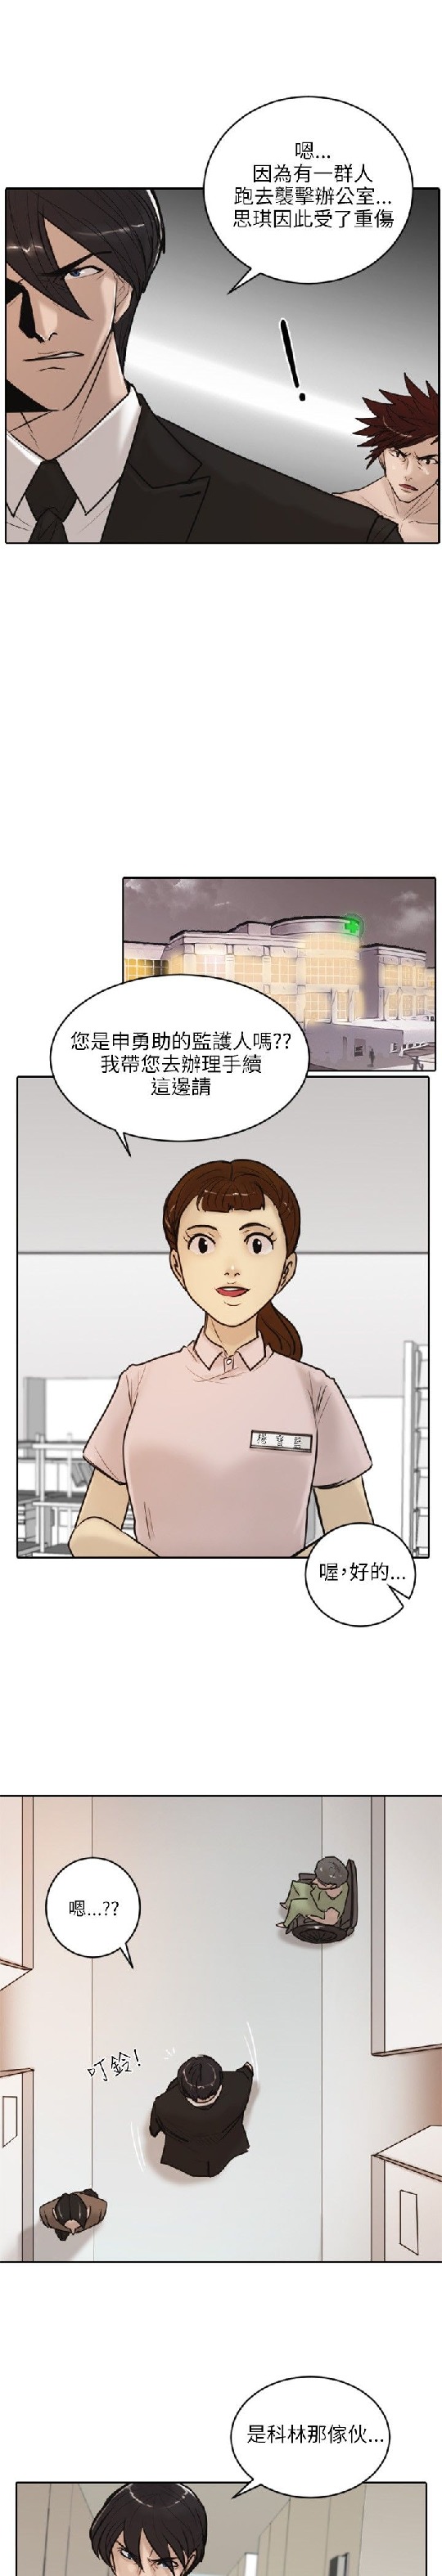 嗯...
因為有一群人
跑去襲擊辦公室...
思琪因此受了重傷
您是申勇助的監護人嗎??
我帶您去辦理手續
這邊請
喔,好的...
嗯...??
叮鈴!
是科林那傢伙...